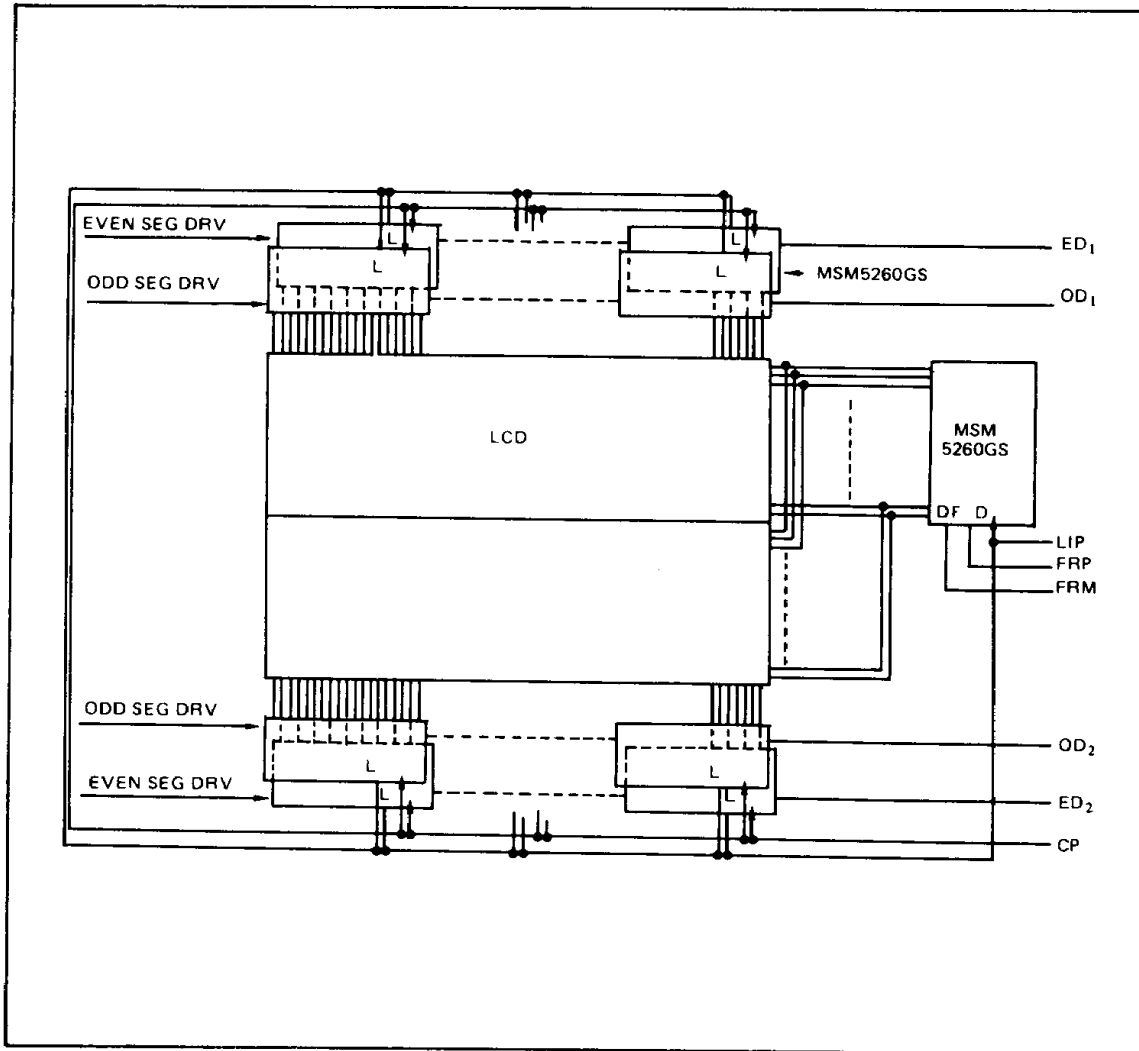 EVEN SEG DRV
L
L
ED1
L
L
MSM5260GS
ODD SEG DRV
OD1
LCD
MSM
5260GS
DF D
LIP
FRP
FRM
ODD SEG DRV
OD2
L
L
EVEN SEG DRV
L
L
ED2
CP